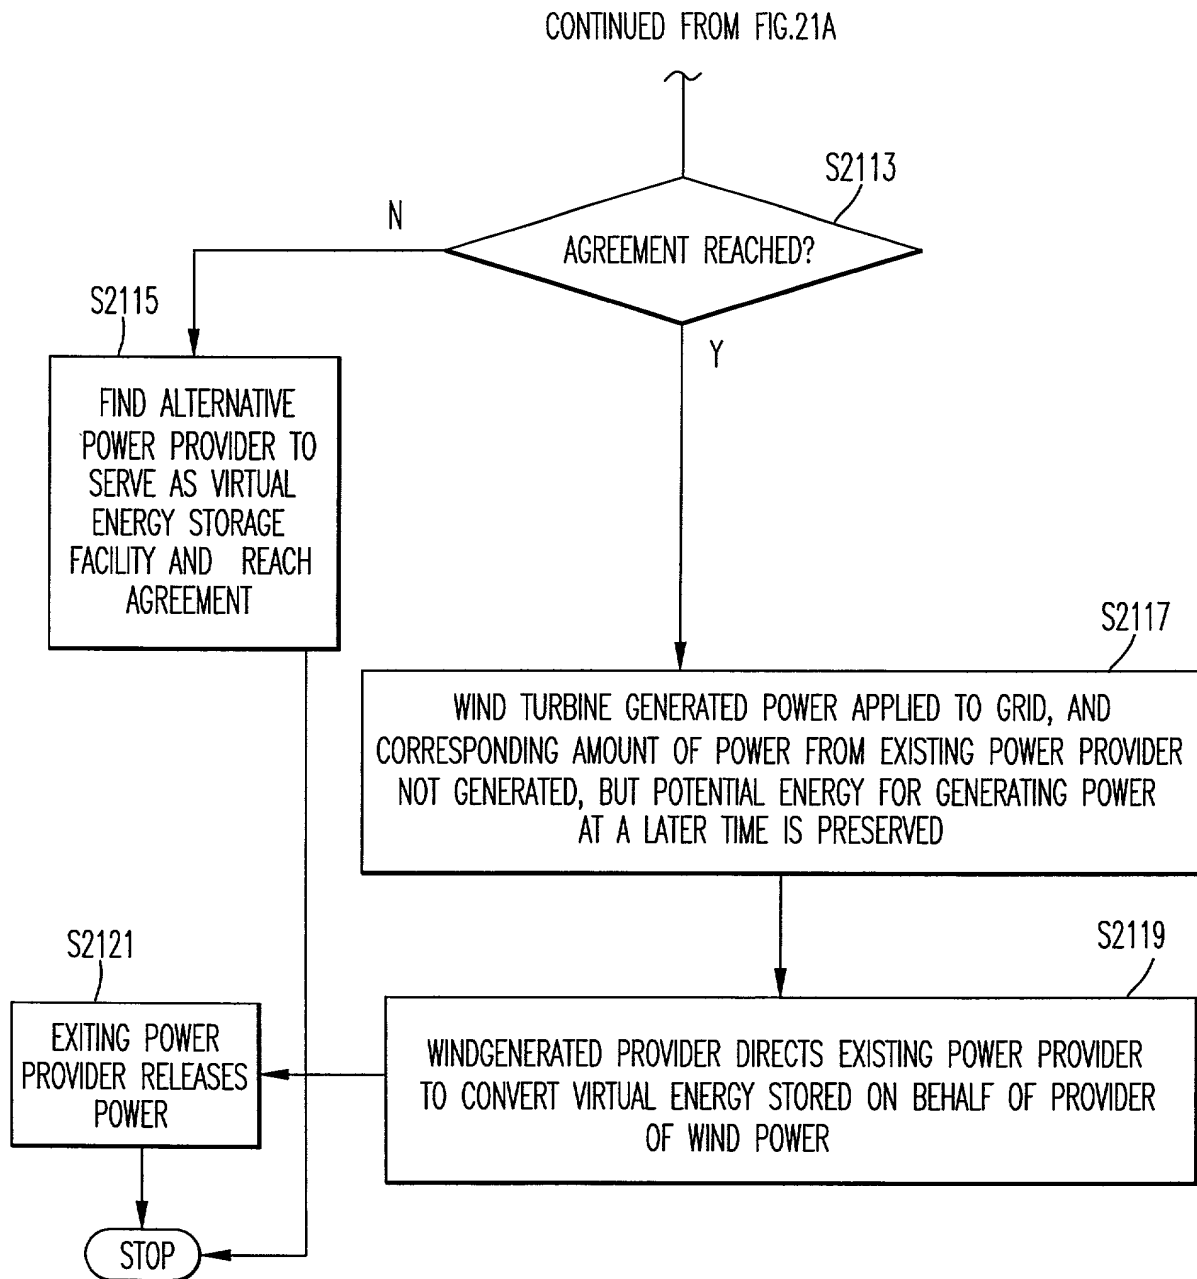 CONTINUED FROM FIG.21A
S2113
N
AGREEMENT REACHED?
S2115
Y
FIND ALTERNATIVE
POWER PROVIDER TO
SERVE AS VIRTUAL
ENERGY STORAGE
FACILITY AND REACH
AGREEMENT
S2117
WIND TURBINE GENERATED POWER APPLIED TO GRID, AND
CORRESPONDING AMOUNT OF POWER FROM EXISTING POWER PROVIDER
NOT GENERATED, BUT POTENTIAL ENERGY FOR GENERATING POWER
AT A LATER TIME IS PRESERVED
S2119
WINDGENERATED PROVIDER DIRECTS EXISTING POWER PROVIDER
TO CONVERT VIRTUAL ENERGY STORED ON BEHALF OF PROVIDER
OF WIND POWER
S2121
EXITING POWER
PROVIDER RELEASES
POWER
STOP